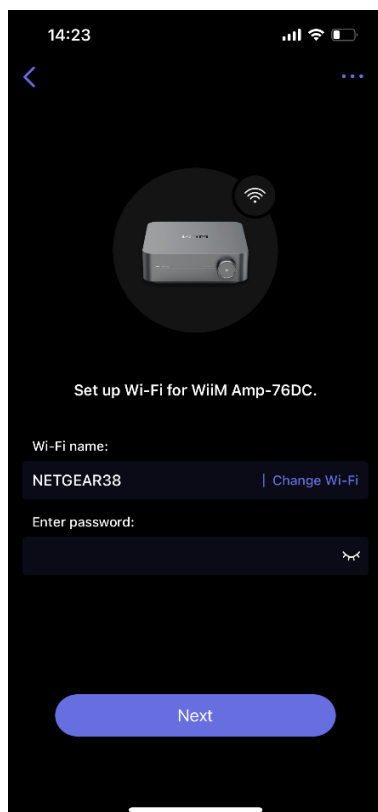 14:23
Set up Wi-Fi for WiiM Amp-76DC.
Wi-Fi name:
NETGEAR38 | Change Wi-Fi
Enter password:
Next